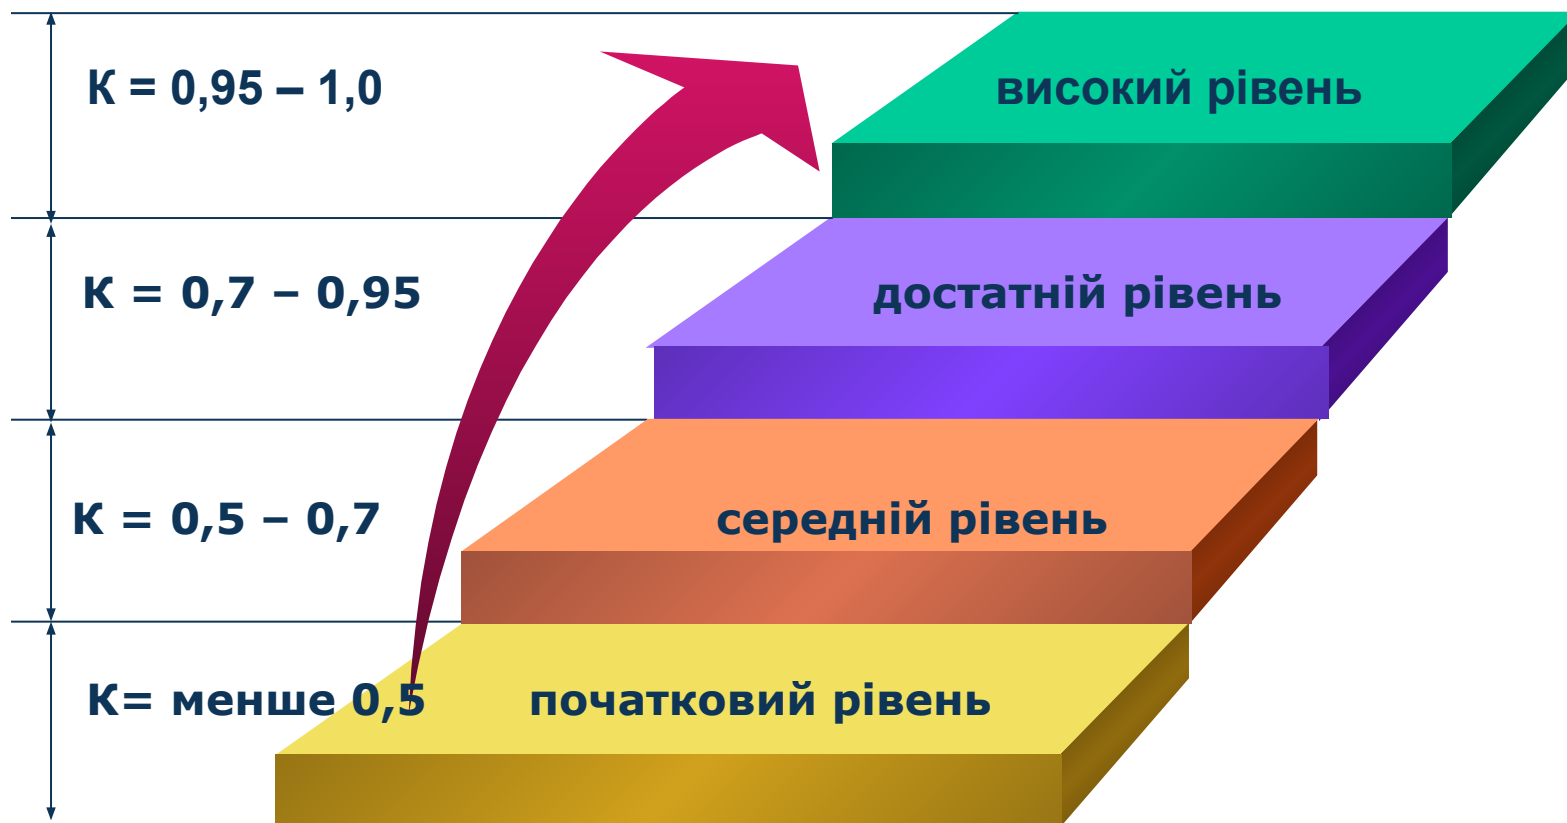 К = 0,95 – 1,0
високий рівень
К = 0,7 – 0,95
достатній рівень
К = 0,5 – 0,7
середній рівень
К= менше 0,5
початковий рівень